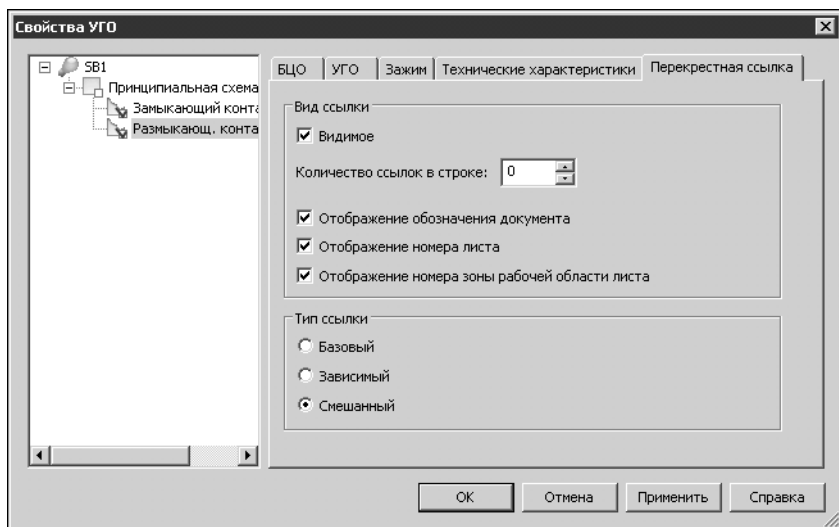 Свойства УГО
SB1
Принципиальная схема
Замыкающий конта
Размыкающ. конта
БЦО
УГО
Зажим
Технические характеристики
Перекрестная ссылка
Вид ссылки
Видимое
Количество ссылок в строке:
0
Отображение обозначения документа
Отображение номера листа
Отображение номера зоны рабочей области листа
Тип ссылки
Базовый
Зависимый
Смешанный
ОК
Отмена
Применить
Справка